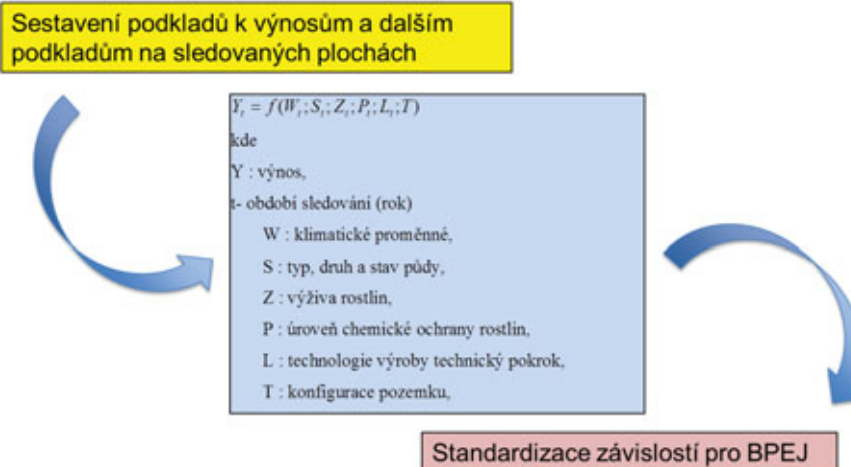 Sestavení podkladů k výnosům a dalším
podkladům na sledovaných plochách
Y_t = f(W_t; S_t; Z_t; P_t; L_t; T)
kde
Y : výnos,
t- období sledování (rok)
W : klimatické proměnné,
S : typ, druh a stav půdy,
Z : výživa rostlin,
P : úroveň chemické ochrany rostlin,
L : technologie výroby technický pokrok,
T : konfigurace pozemku,
Standardizace závislostí pro BPEJ